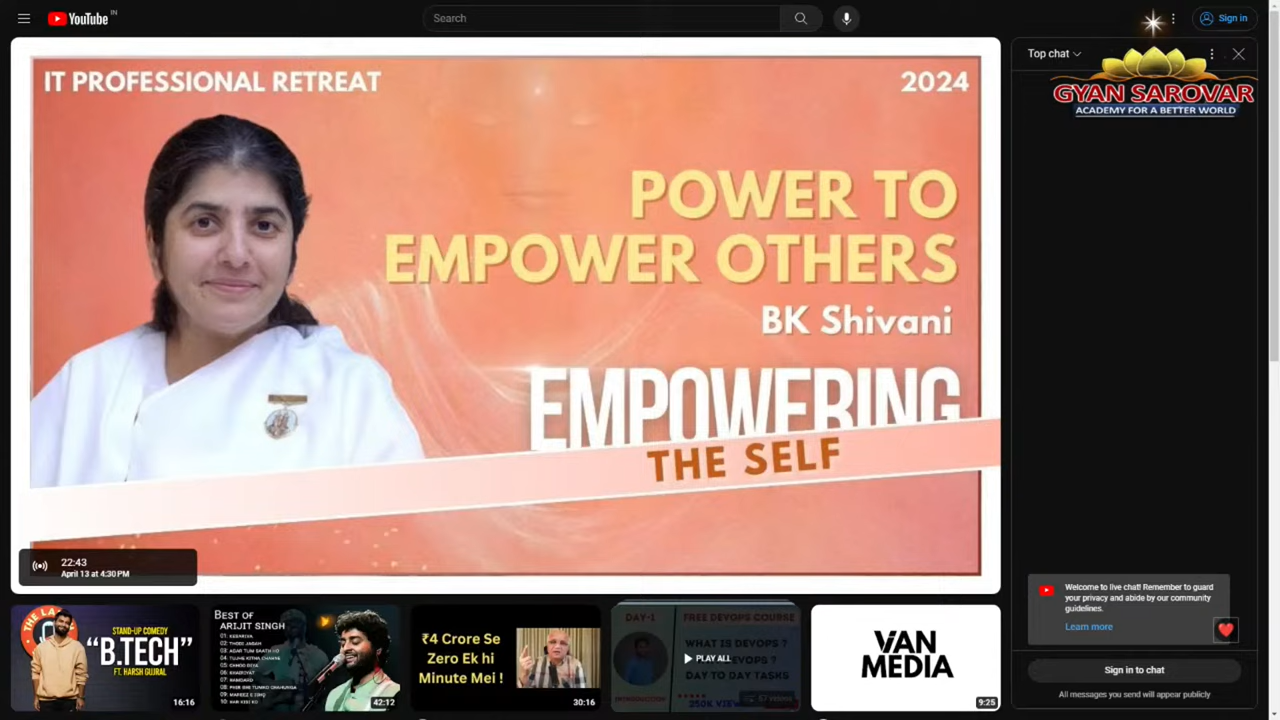 YouTube IN
Search
Sign in
IT PROFESSIONAL RETREAT
2024
POWER TO
EMPOWER OTHERS
BK Shivani
EMPOWERING
THE SELF
22:43
April 13 at 4:30 PM
Top chat
GYAN SAROVAR
ACADEMY FOR A BETTER WORLD
Welcome to live chat! Remember to guard
your privacy and abide by our community
guidelines.
Learn more
Sign in to chat
All messages you send will appear publicly
STAND-UP COMEDY
"B.TECH"
FT. HARSH GUJRAL
16:16
BEST OF
ARIJIT SINGH
42:12
₹4 Crore Se
Zero Ek hi
Minute Mei !
30:16
DAY-1
FREE DEVOPS COURSE
WHAT IS DEVOPS ?
PLAY ALL
DAY TO DAY TASKS
INTRODUCTION
ViAN
MEDIA
9:25